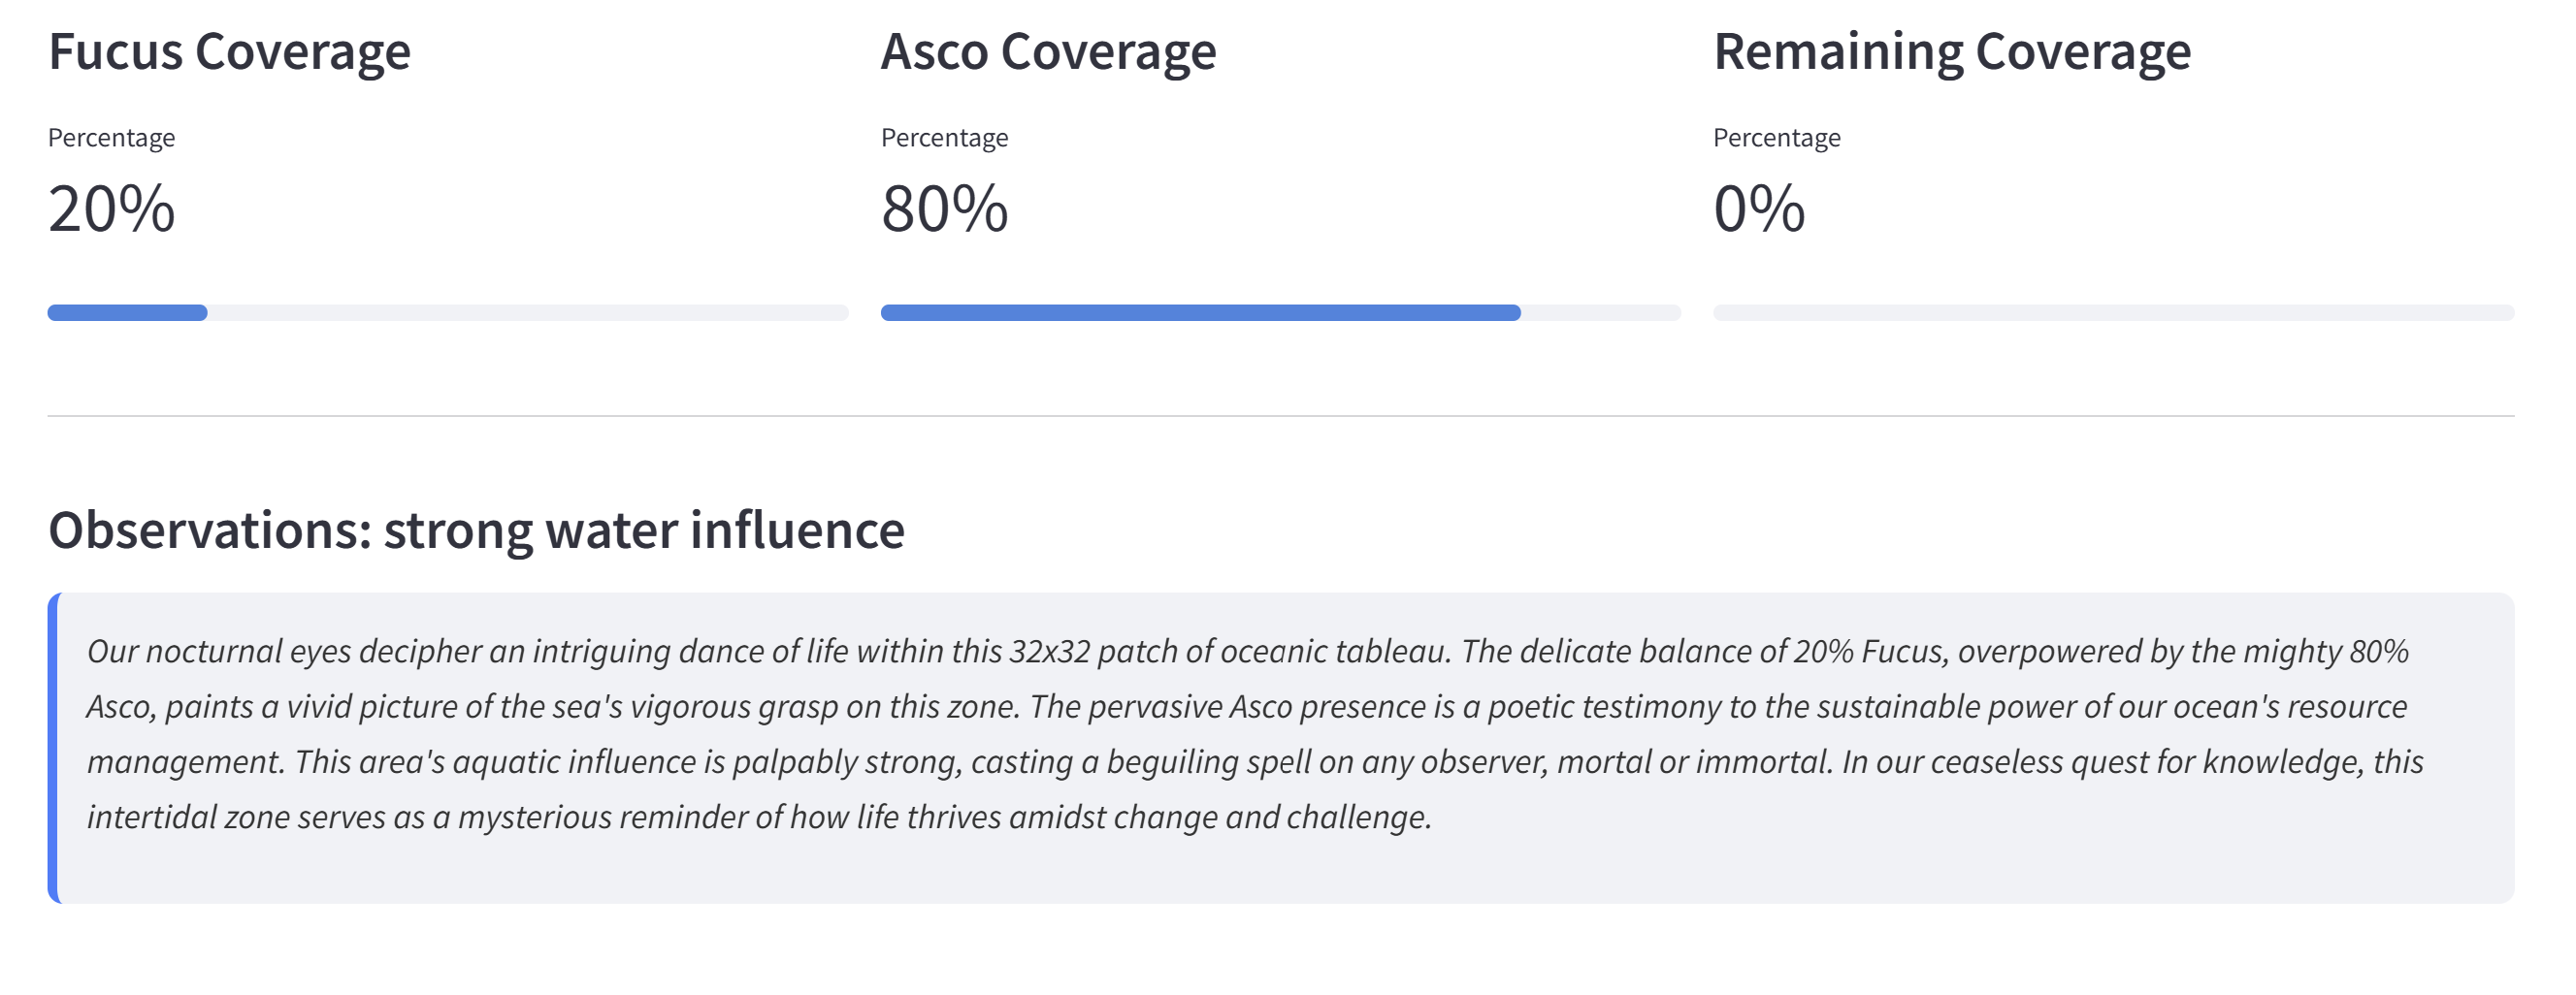 Fucus Coverage
Asco Coverage
Remaining Coverage
Percentage
Percentage
Percentage
20%
80%
0%
Observations: strong water influence
Our nocturnal eyes decipher an intriguing dance of life within this 32x32 patch of oceanic tableau. The delicate balance of 20% Fucus, overpowered by the mighty 80%
Asco, paints a vivid picture of the sea's vigorous grasp on this zone. The pervasive Asco presence is a poetic testimony to the sustainable power of our ocean's resource
management. This area's aquatic influence is palpably strong, casting a beguiling spell on any observer, mortal or immortal. In our ceaseless quest for knowledge, this
intertidal zone serves as a mysterious reminder of how life thrives amidst change and challenge.